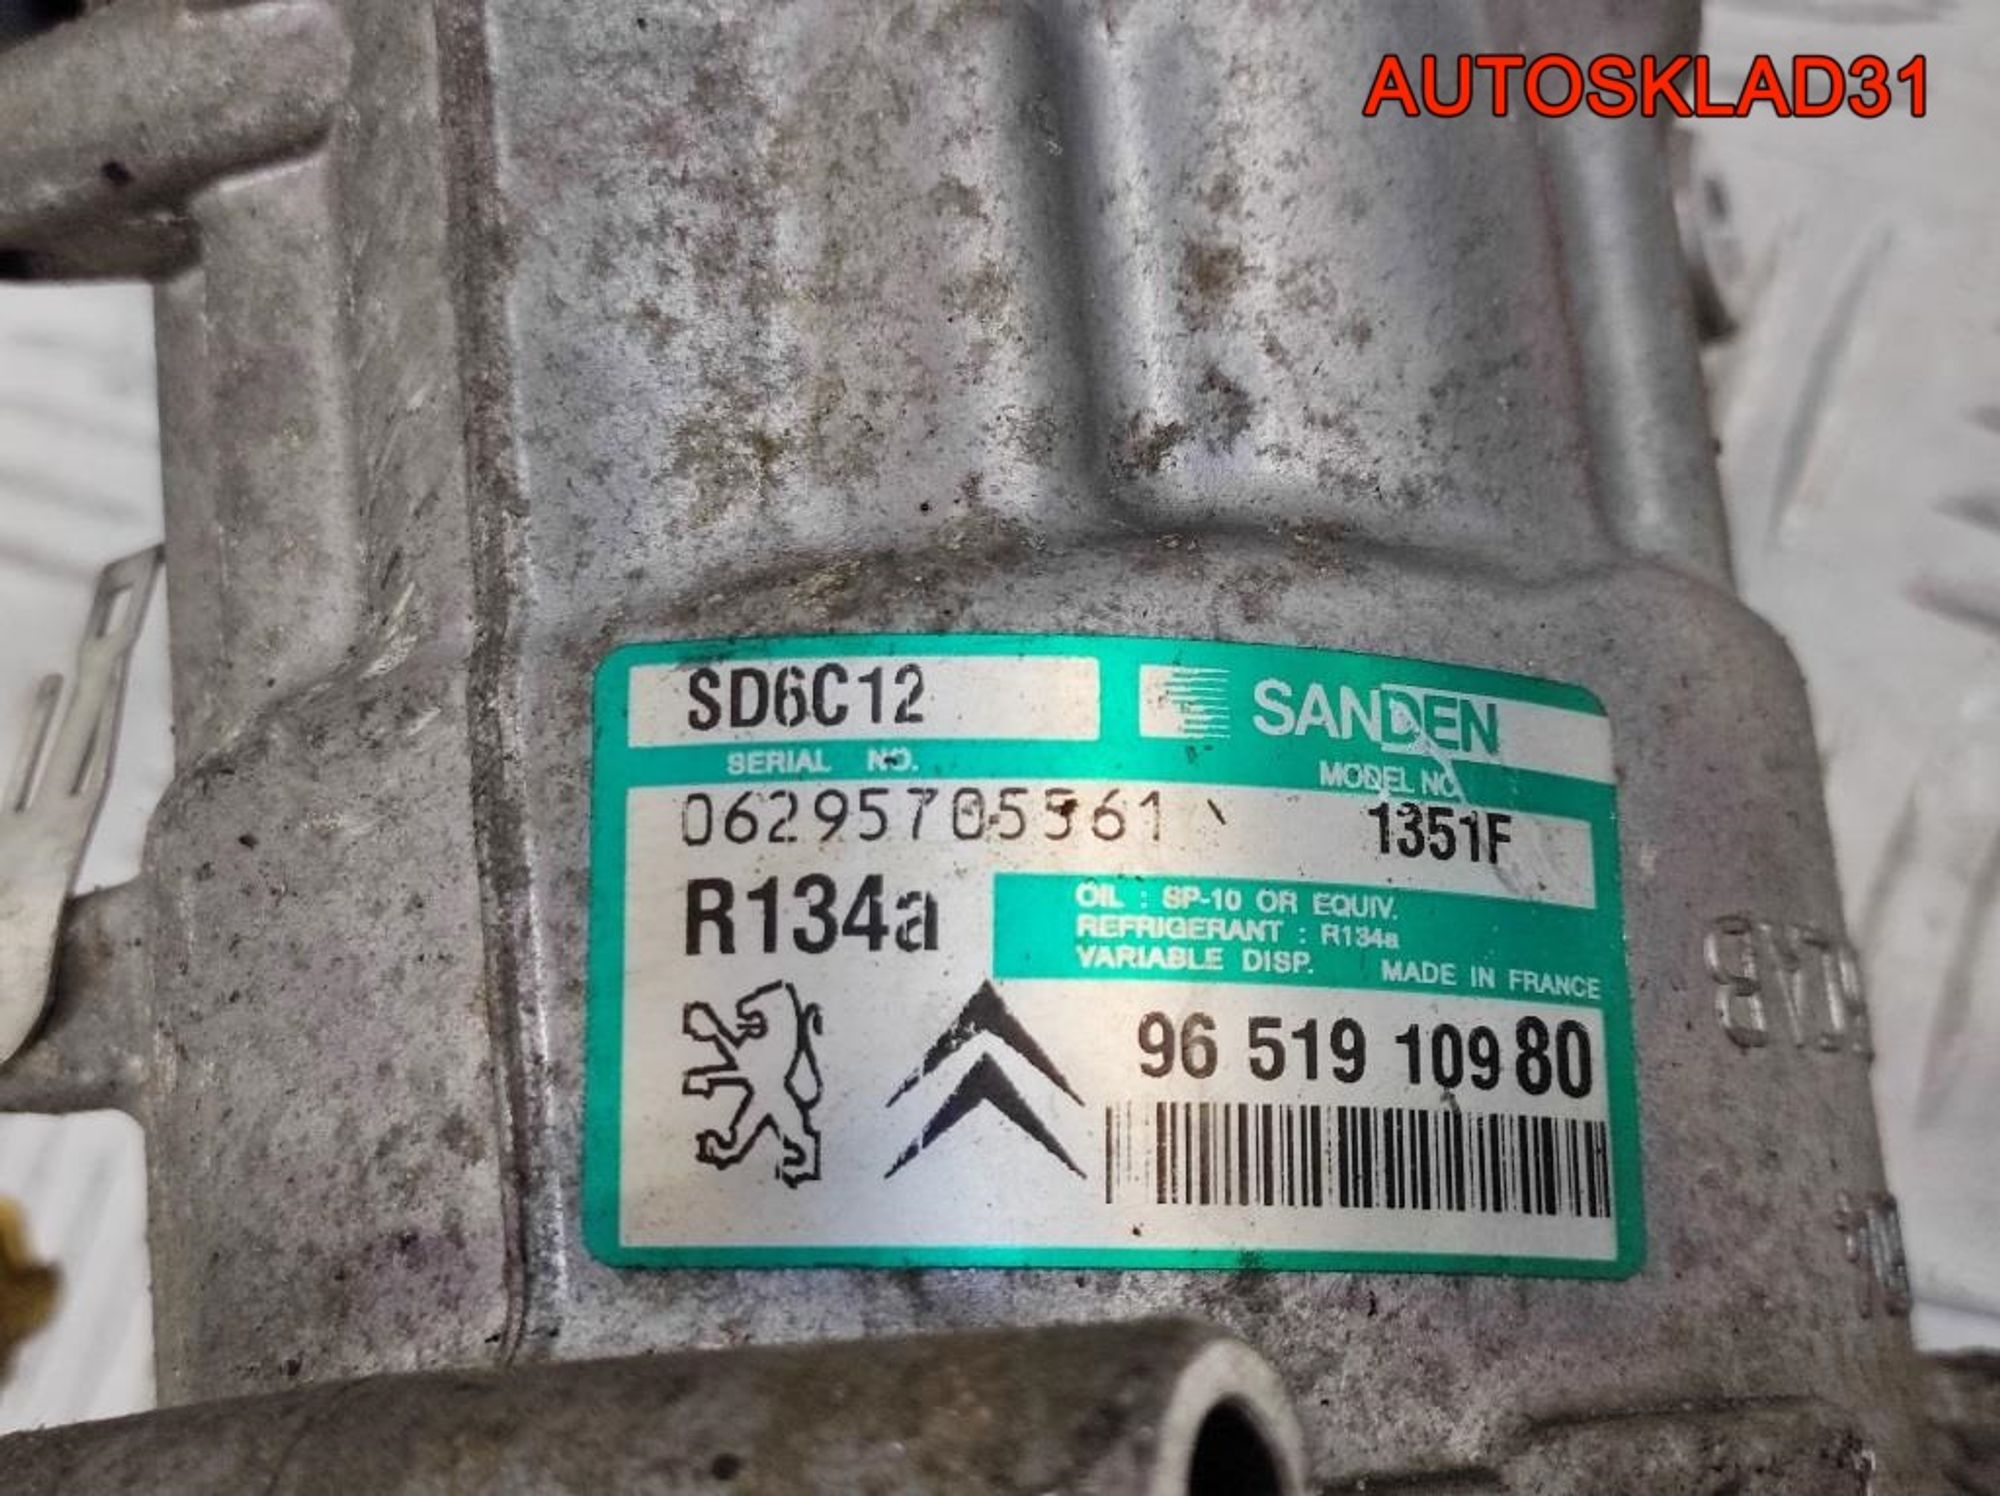 AUTOSKLAD31
SD6C12
SANDEN
SERIAL NO.
MODEL NO.
06295705561
1351F
R134a
OIL : SP-10 OR EQUIV.
REFRIGERANT : R134a
VARIABLE DISP. MADE IN FRANCE
96 519 109 80